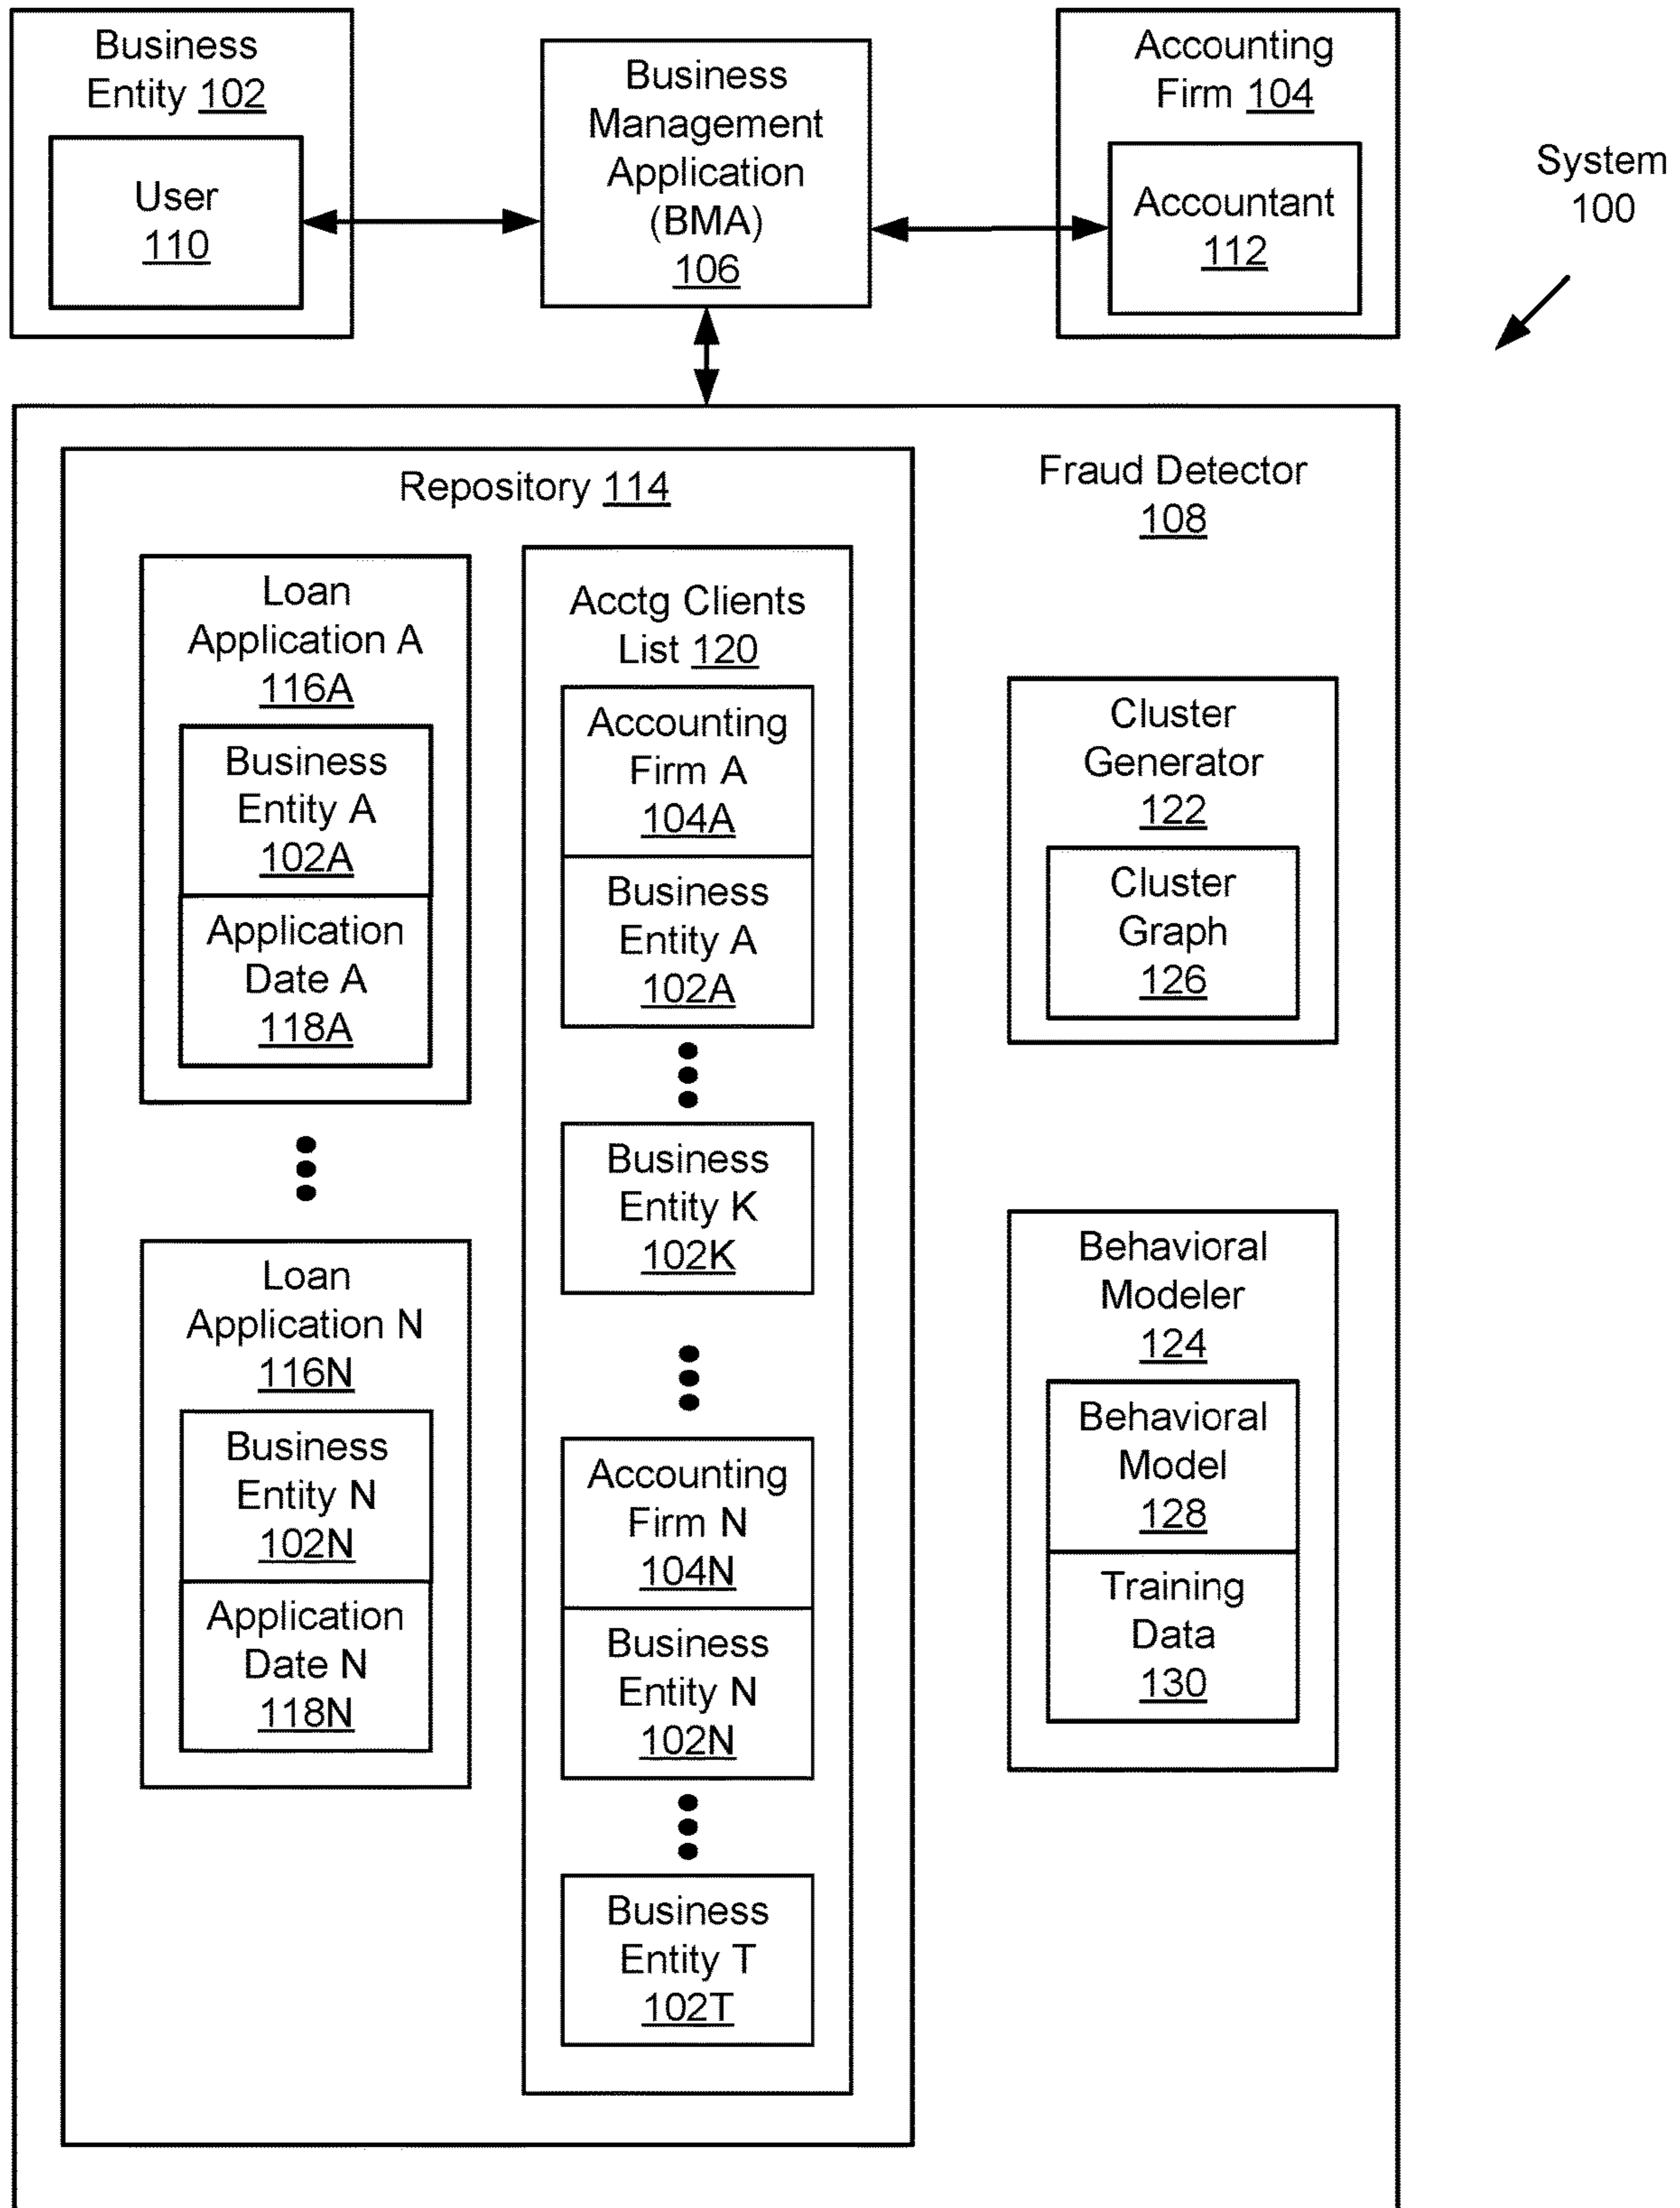 Business
Entity 102
User
110
Business
Management
Application
(BMA)
106
Accounting
Firm 104
Accountant
112
System
100
Repository 114
Loan
Application A
116A
Business
Entity A
102A
Application
Date A
118A
Loan
Application N
116N
Business
Entity N
102N
Application
Date N
118N
Acctg Clients
List 120
Accounting
Firm A
104A
Business
Entity A
102A
Business
Entity K
102K
Accounting
Firm N
104N
Business
Entity N
102N
Business
Entity T
102T
Fraud Detector
108
Cluster
Generator
122
Cluster
Graph
126
Behavioral
Modeler
124
Behavioral
Model
128
Training
Data
130